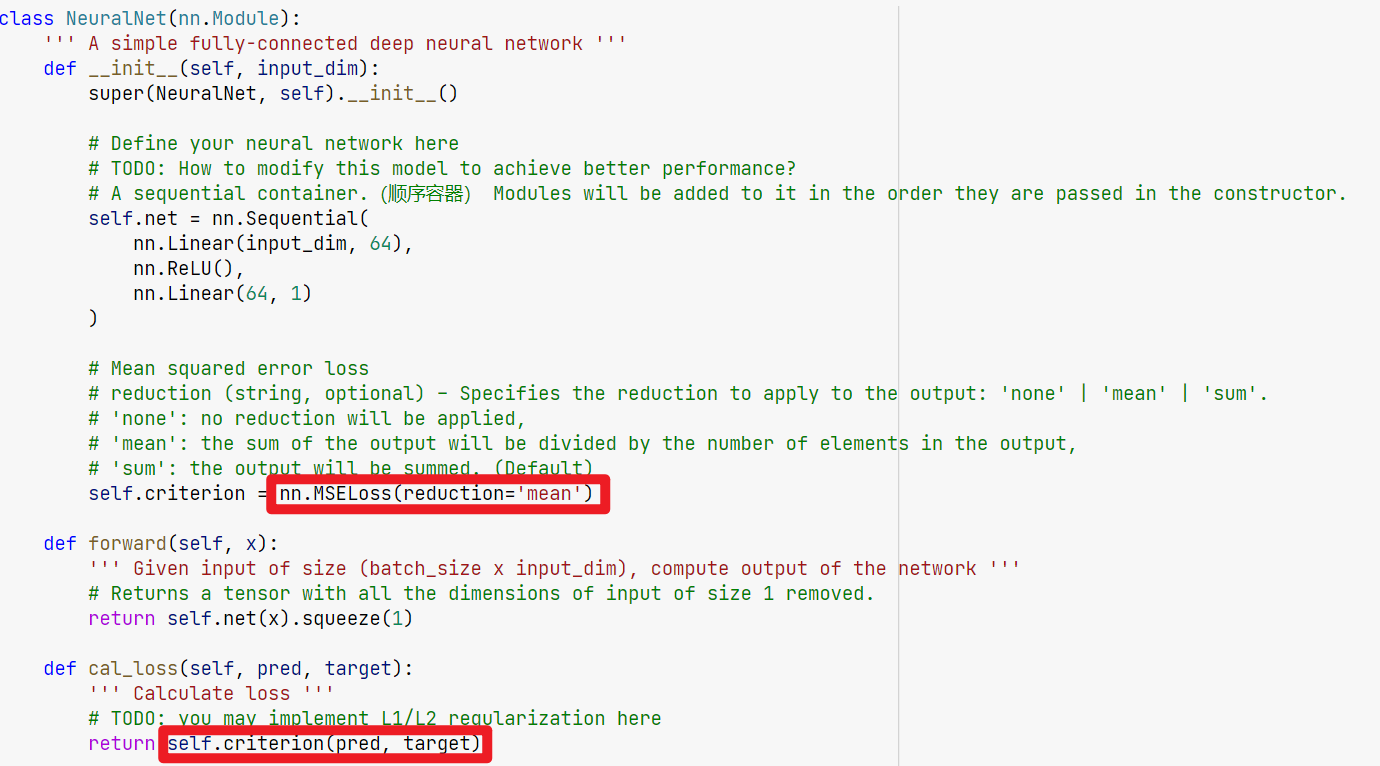 class NeuralNet(nn.Module):
    ''' A simple fully-connected deep neural network '''
    def __init__(self, input_dim):
        super(NeuralNet, self).__init__()
        # Define your neural network here
        # TODO: How to modify this model to achieve better performance?
        # A sequential container.（顺序容器） Modules will be added to it in the order they are passed in the constructor.
        self.net = nn.Sequential(
            nn.Linear(input_dim, 64),
            nn.ReLU(),
            nn.Linear(64, 1)
        )
        # Mean squared error loss
        # reduction (string, optional) – Specifies the reduction to apply to the output: 'none' | 'mean' | 'sum'.
        # 'none': no reduction will be applied,
        # 'mean': the sum of the output will be divided by the number of elements in the output,
        # 'sum': the output will be summed. (Default)
        self.criterion = nn.MSELoss(reduction='mean')
    def forward(self, x):
        ''' Given input of size (batch_size x input_dim), compute output of the network '''
        # Returns a tensor with all the dimensions of input of size 1 removed.
        return self.net(x).squeeze(1)
    def cal_loss(self, pred, target):
        ''' Calculate loss '''
        # TODO: you may implement L1/L2 regularization here
        return self.criterion(pred, target)